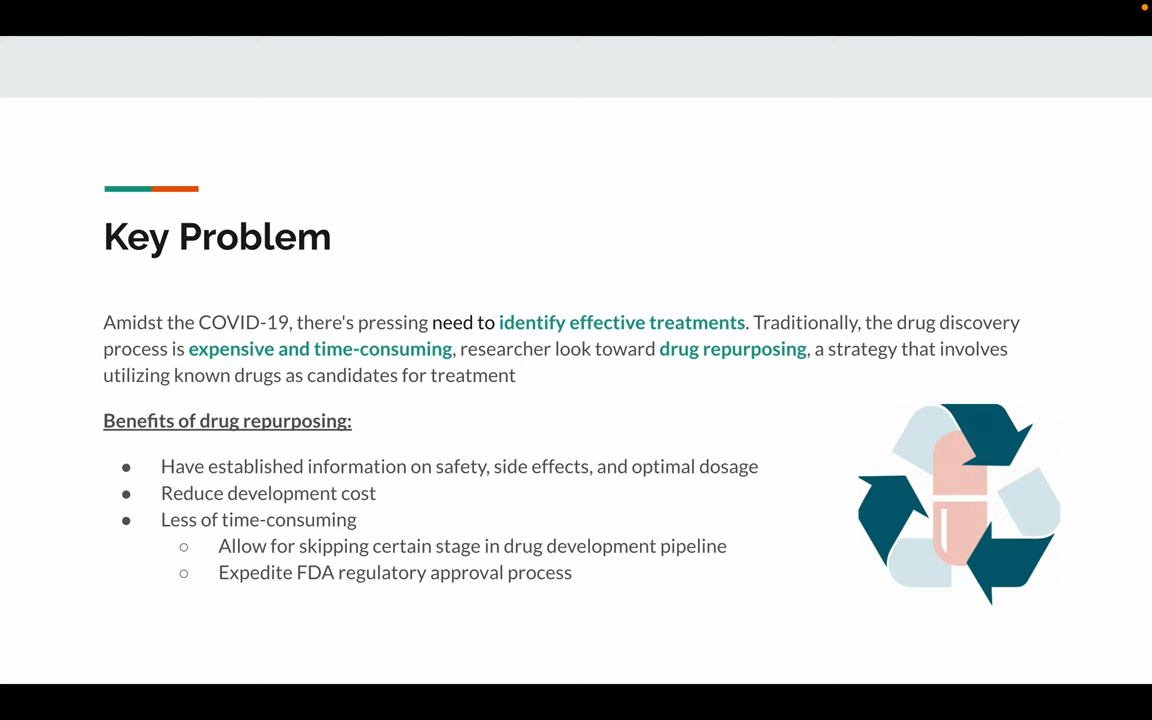 Key Problem
Amidst the COVID-19, there's pressing need to identify effective treatments. Traditionally, the drug discovery
process is expensive and time-consuming, researcher look toward drug repurposing, a strategy that involves
utilizing known drugs as candidates for treatment
Benefits of drug repurposing:
● Have established information on safety, side effects, and optimal dosage
● Reduce development cost
● Less of time-consuming
○ Allow for skipping certain stage in drug development pipeline
○ Expedite FDA regulatory approval process